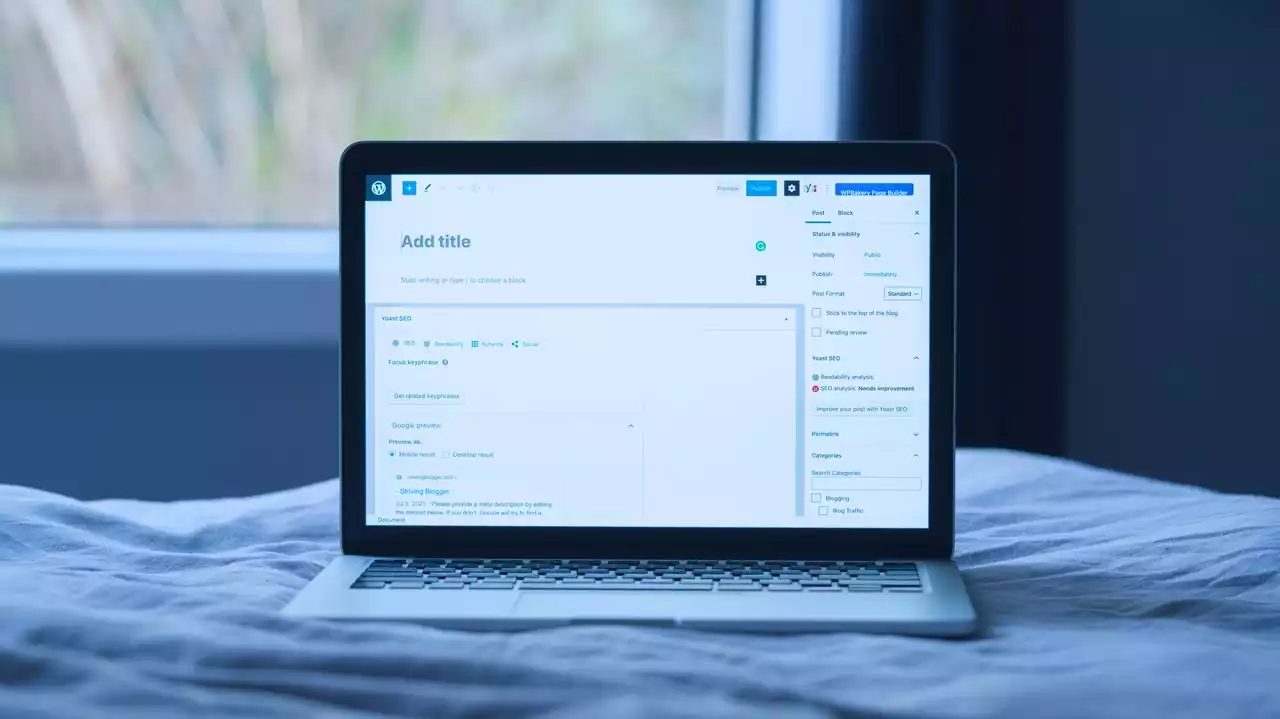 Preview
Publish
WPBakery Page Builder
Post Block
Add title
Status & visibility
Visibility Public
Start writing or type / to choose a block
Publish Immediately
Post Format Standard
Stick to the top of the blog
Yoast SEO
Pending review
SEO Readability Schema Social
Focus keyphrase
Yoast SEO
Readability analysis:
SEO analysis: Needs improvement
Get related keyphrases
Improve your post with Yoast SEO
Google preview
Permalink
Preview as:
Mobile result Desktop result
Categories
Search Categories
- Striving Blogger
Blogging
Jul 3, 2021 · Please provide a meta description by editing
the snippet below. If you don't, Google will try to find a
Blog Traffic
Document